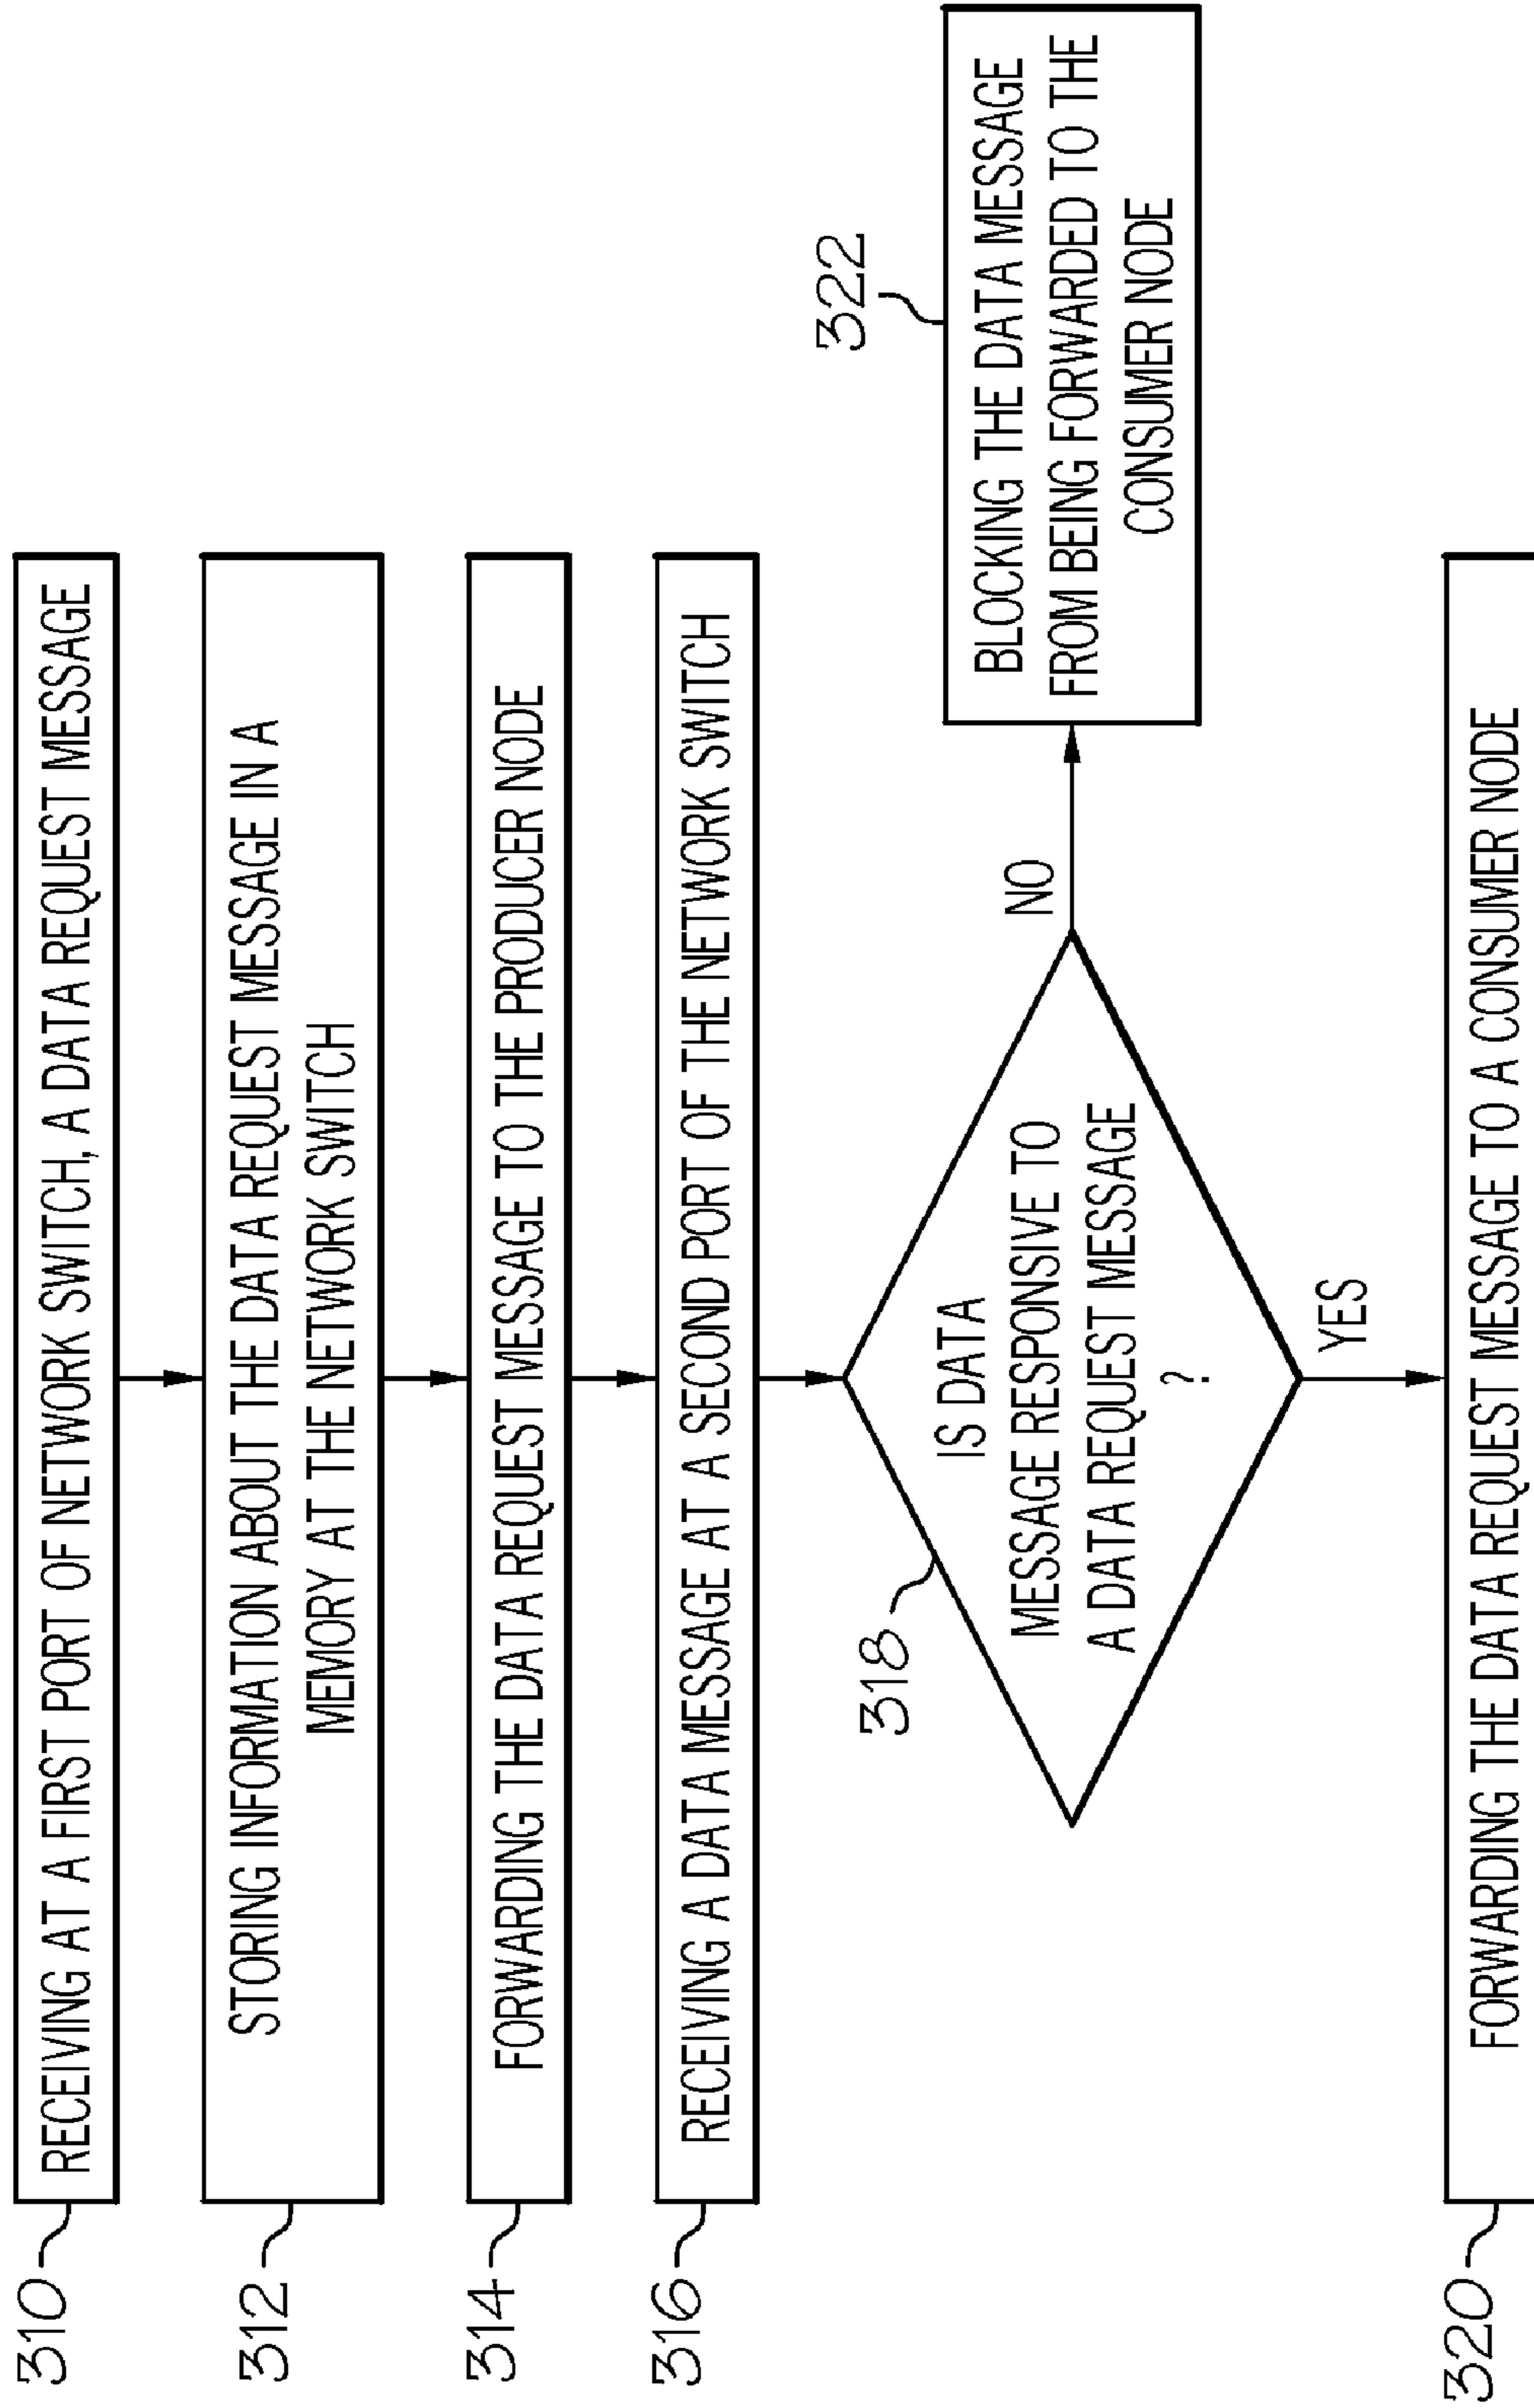 310
RECEIVING AT A FIRST PORT OF NETWORK SWITCH, A DATA REQUEST MESSAGE
312
STORING INFORMATION ABOUT THE DATA REQUEST MESSAGE IN A
MEMORY AT THE NETWORK SWITCH
314
FORWARDING THE DATA REQUEST MESSAGE TO THE PRODUCER NODE
316
RECEIVING A DATA MESSAGE AT A SECOND PORT OF THE NETWORK SWITCH
318
IS DATA
MESSAGE RESPONSIVE TO
A DATA REQUEST MESSAGE
?
NO
322
BLOCKING THE DATA MESSAGE
FROM BEING FORWARDED TO THE
CONSUMER NODE
YES
320
FORWARDING THE DATA REQUEST MESSAGE TO A CONSUMER NODE